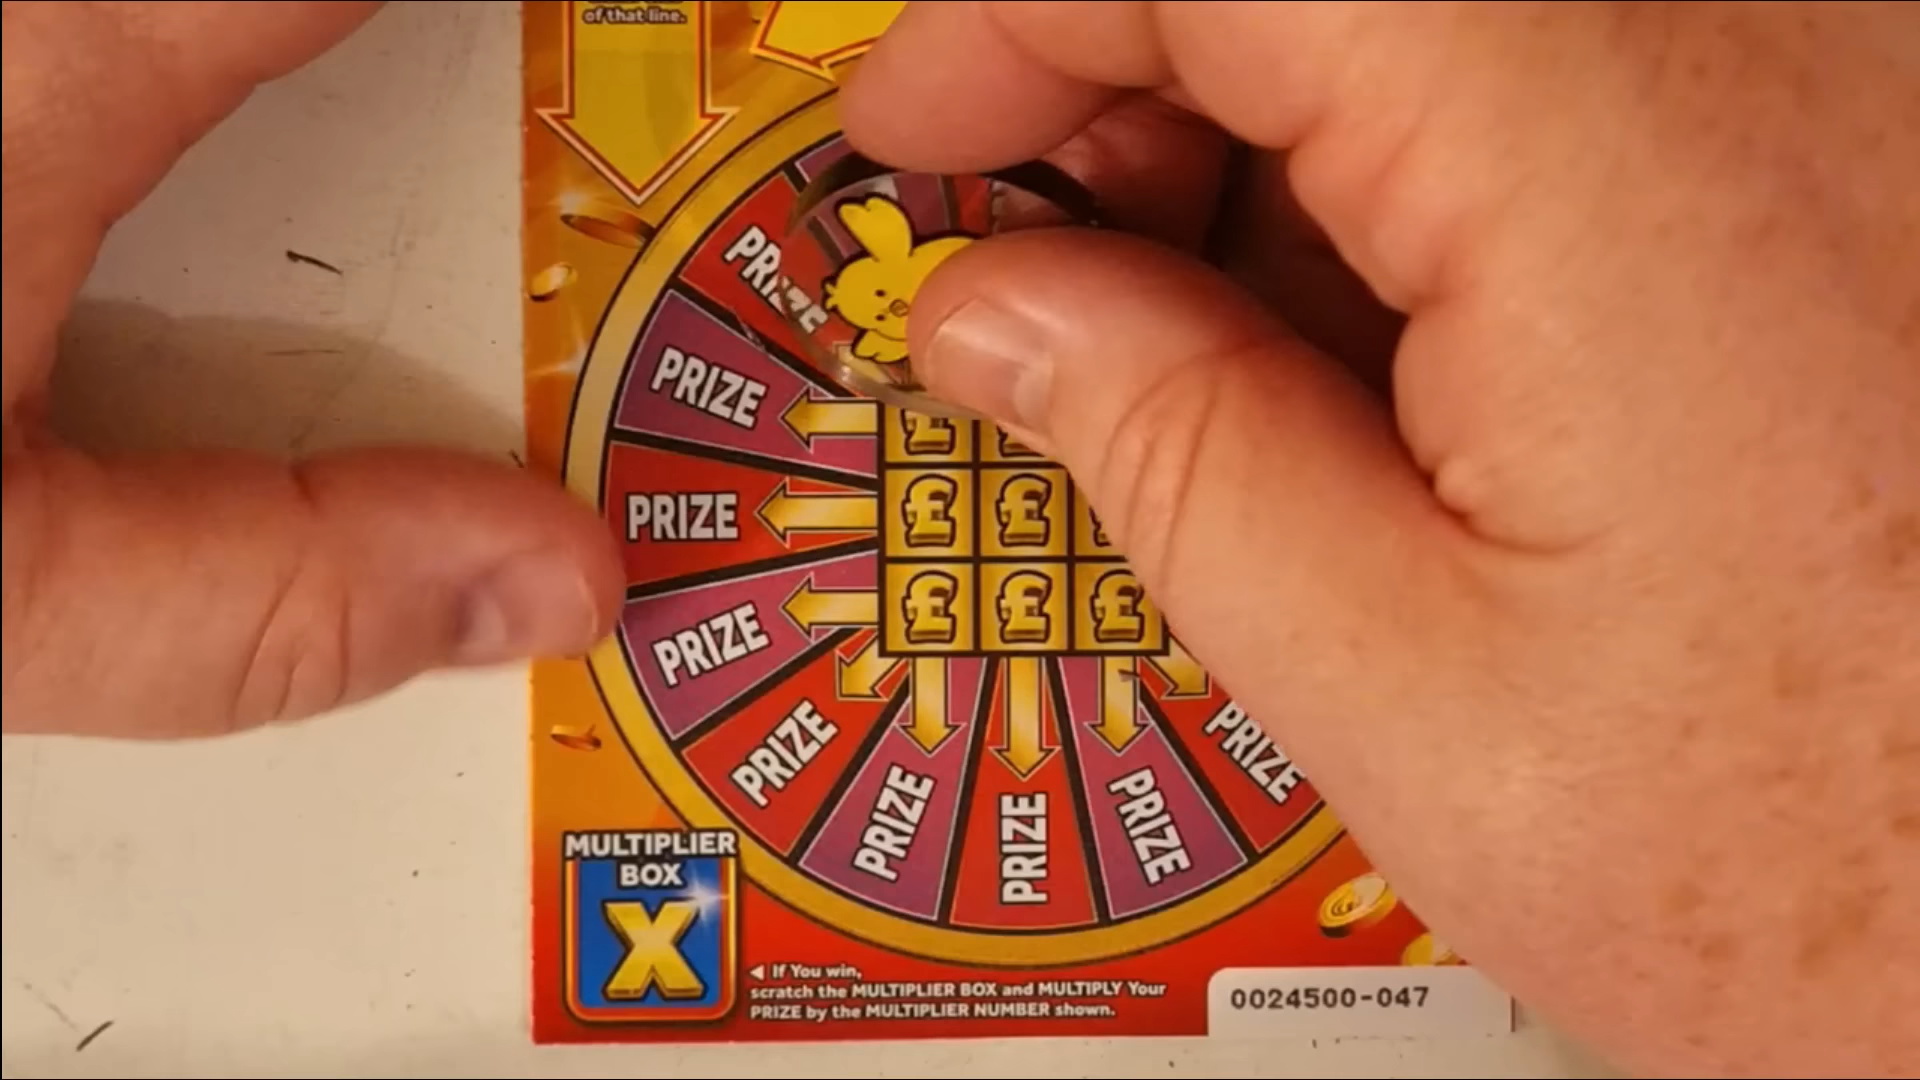 of that line.
PRIZE
PRIZE
PRIZE
PRIZE
PRIZE
PRIZE
PRIZE
PRIZE
PRIZE
£ £
£ £ £
MULTIPLIER
BOX
X
◄ If You win,
scratch the MULTIPLIER BOX and MULTIPLY Your
PRIZE by the MULTIPLIER NUMBER shown.
0024500-047